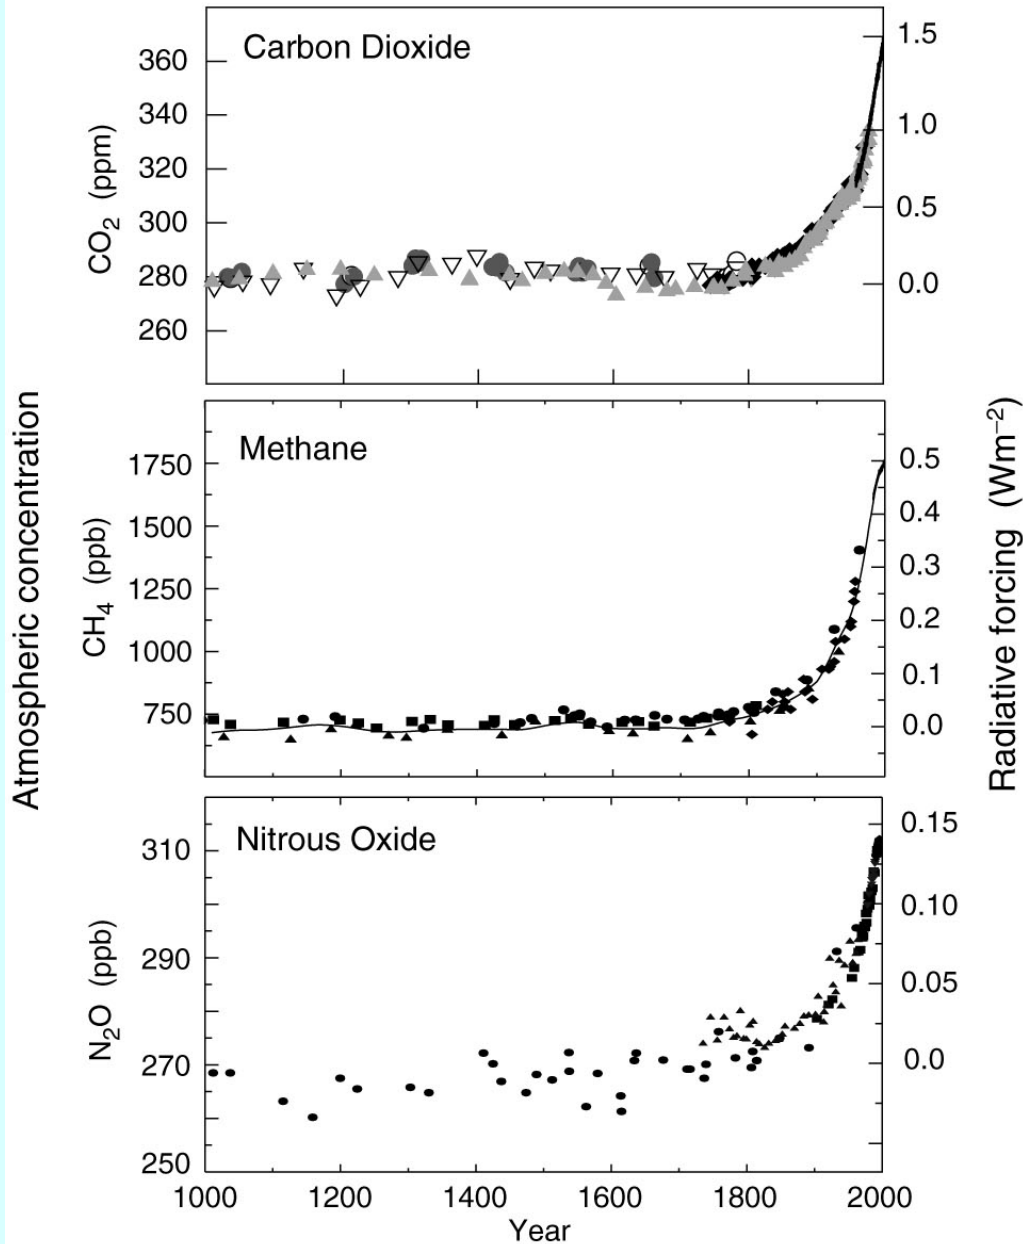 Atmospheric concentration
Carbon Dioxide
CO2 (ppm)
360
340
320
300
280
260
1.5
1.0
0.5
0.0
Methane
CH4 (ppb)
1750
1500
1250
1000
750
0.5
0.4
0.3
0.2
0.1
0.0
Nitrous Oxide
N2O (ppb)
310
290
270
250
0.15
0.10
0.05
0.0
1000 1200 1400 1600 1800 2000
Year
Radiative forcing (Wm−2)